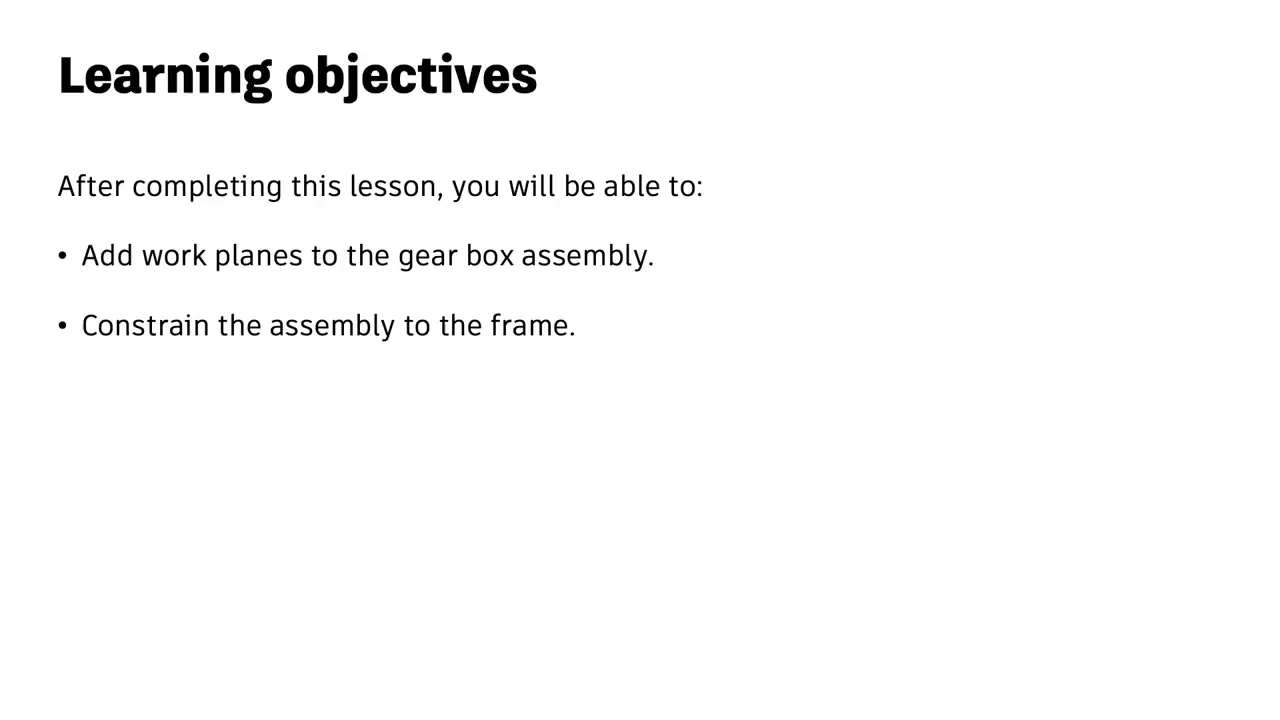 Learning objectives
After completing this lesson, you will be able to:
• Add work planes to the gear box assembly.
• Constrain the assembly to the frame.